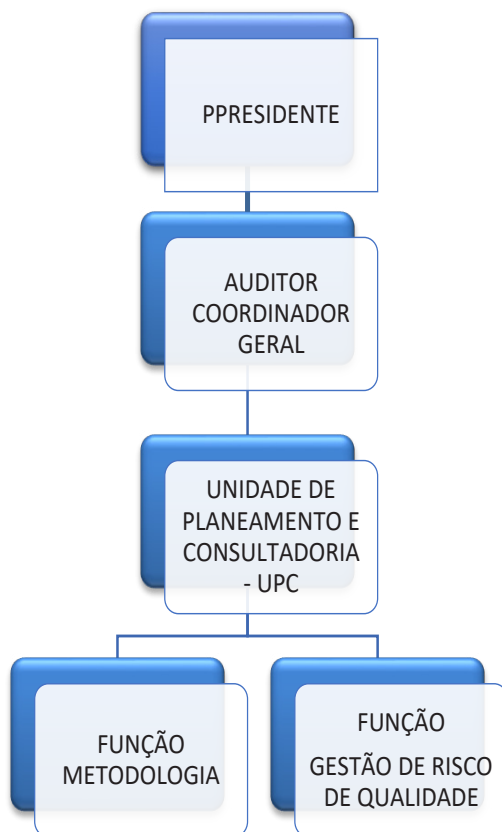 PPRESIDENTE
AUDITOR
COORDINADOR
GERAL
UNIDADE DE
PLANEAMENTO E
CONSULTADORIA
- UPC
FUNÇÃO
METODOLOGIA
FUNÇÃO
GESTÃO DE RISCO
DE QUALIDADE